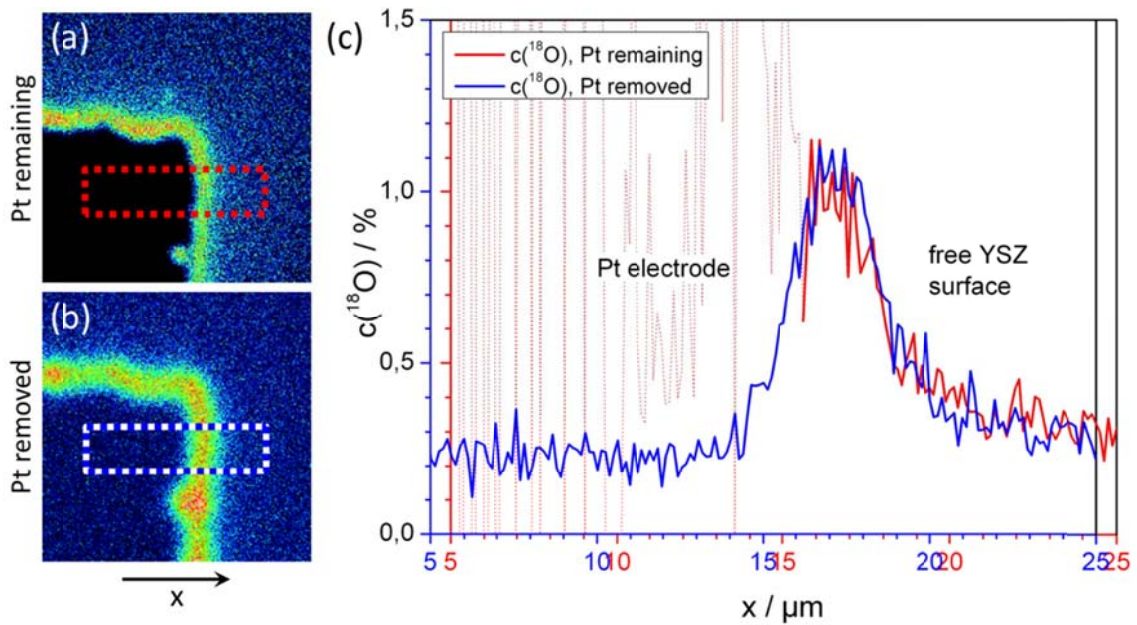 (a)
Pt remaining
(b)
Pt removed
x
(c)
c(¹⁸O), Pt remaining
c(¹⁸O), Pt removed
Pt electrode
free YSZ
surface
c(¹⁸O) / %
1,5
1,0
0,5
0,0
5 5 10 10 15 15 20 20 25 25
x / µm